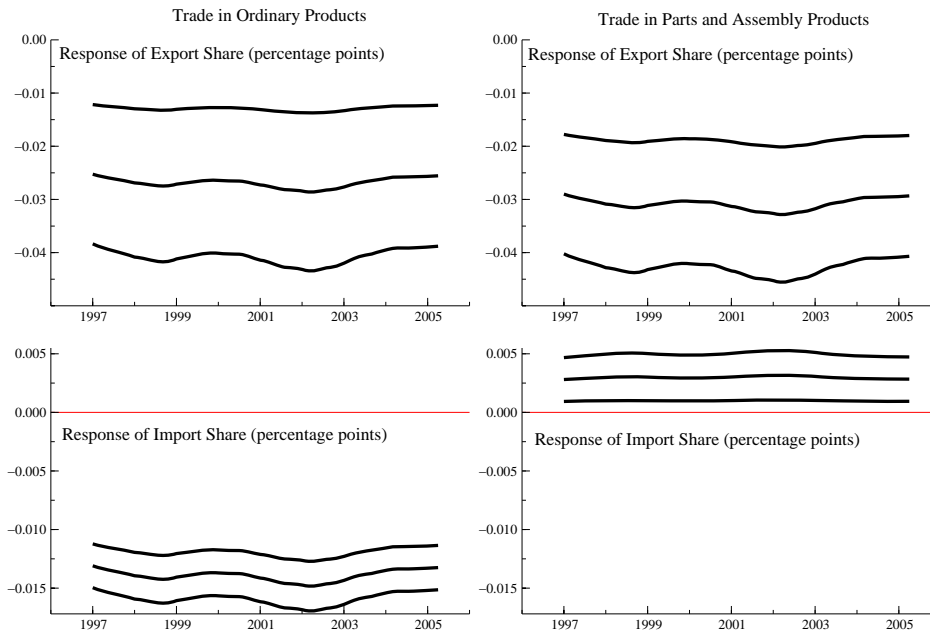 Trade in Ordinary Products
Trade in Parts and Assembly Products
0.00
Response of Export Share (percentage points)
−0.01
−0.02
−0.03
−0.04
1997 1999 2001 2003 2005
0.00
Response of Export Share (percentage points)
−0.01
−0.02
−0.03
−0.04
1997 1999 2001 2003 2005
0.005
0.000
Response of Import Share (percentage points)
−0.005
−0.010
−0.015
1997 1999 2001 2003 2005
0.005
0.000
Response of Import Share (percentage points)
−0.005
−0.010
−0.015
1997 1999 2001 2003 2005